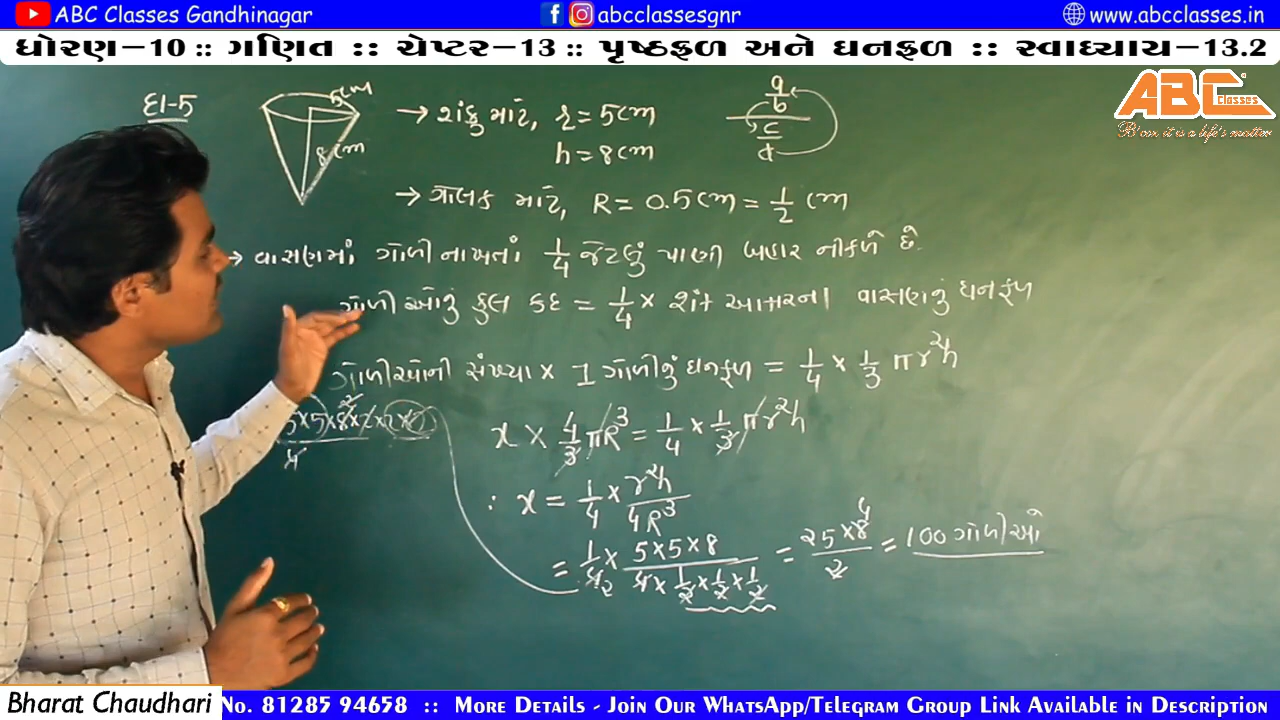 ABC Classes Gandhinagar
abcclassesgnr
www.abcclasses.in
ધોરણ-10 :: ગણિત :: ચેપ્ટર-13 :: પૃષ્ઠફળ અને ઘનફળ :: સ્વાધ્યાય-13.2
ABC Classes
B'coz it is a life's matter
દા-5
5cm
8cm
→ શંકુ માટે, r = 5cm
h = 8cm
a/b
c/d
→ ગોલક માટે, R = 0.5cm = 1/2 cm
→ વાસણમાં ગોળી નાખતાં 1/4 જેટલું પાણી બહાર નીકળે છે.
ગોળીઓનું કુલ કદ = 1/4 × શંકુ આકારના વાસણનું ઘનફળ
ગોળીઓની સંખ્યા × 1 ગોળીનું ઘનફળ = 1/4 × 1/3 πr²h
x × 4/3 πR³ = 1/4 × 1/3 πr²h
∴ x = 1/4 × r²h/4R³
= 1/4 × 5×5×8/4×1/2×1/2×1/2 = 25×8/2 = 100 ગોળીઓ
Bharat Chaudhari
No. 81285 94658 :: More Details - Join Our WhatsApp/Telegram Group Link Available in Description